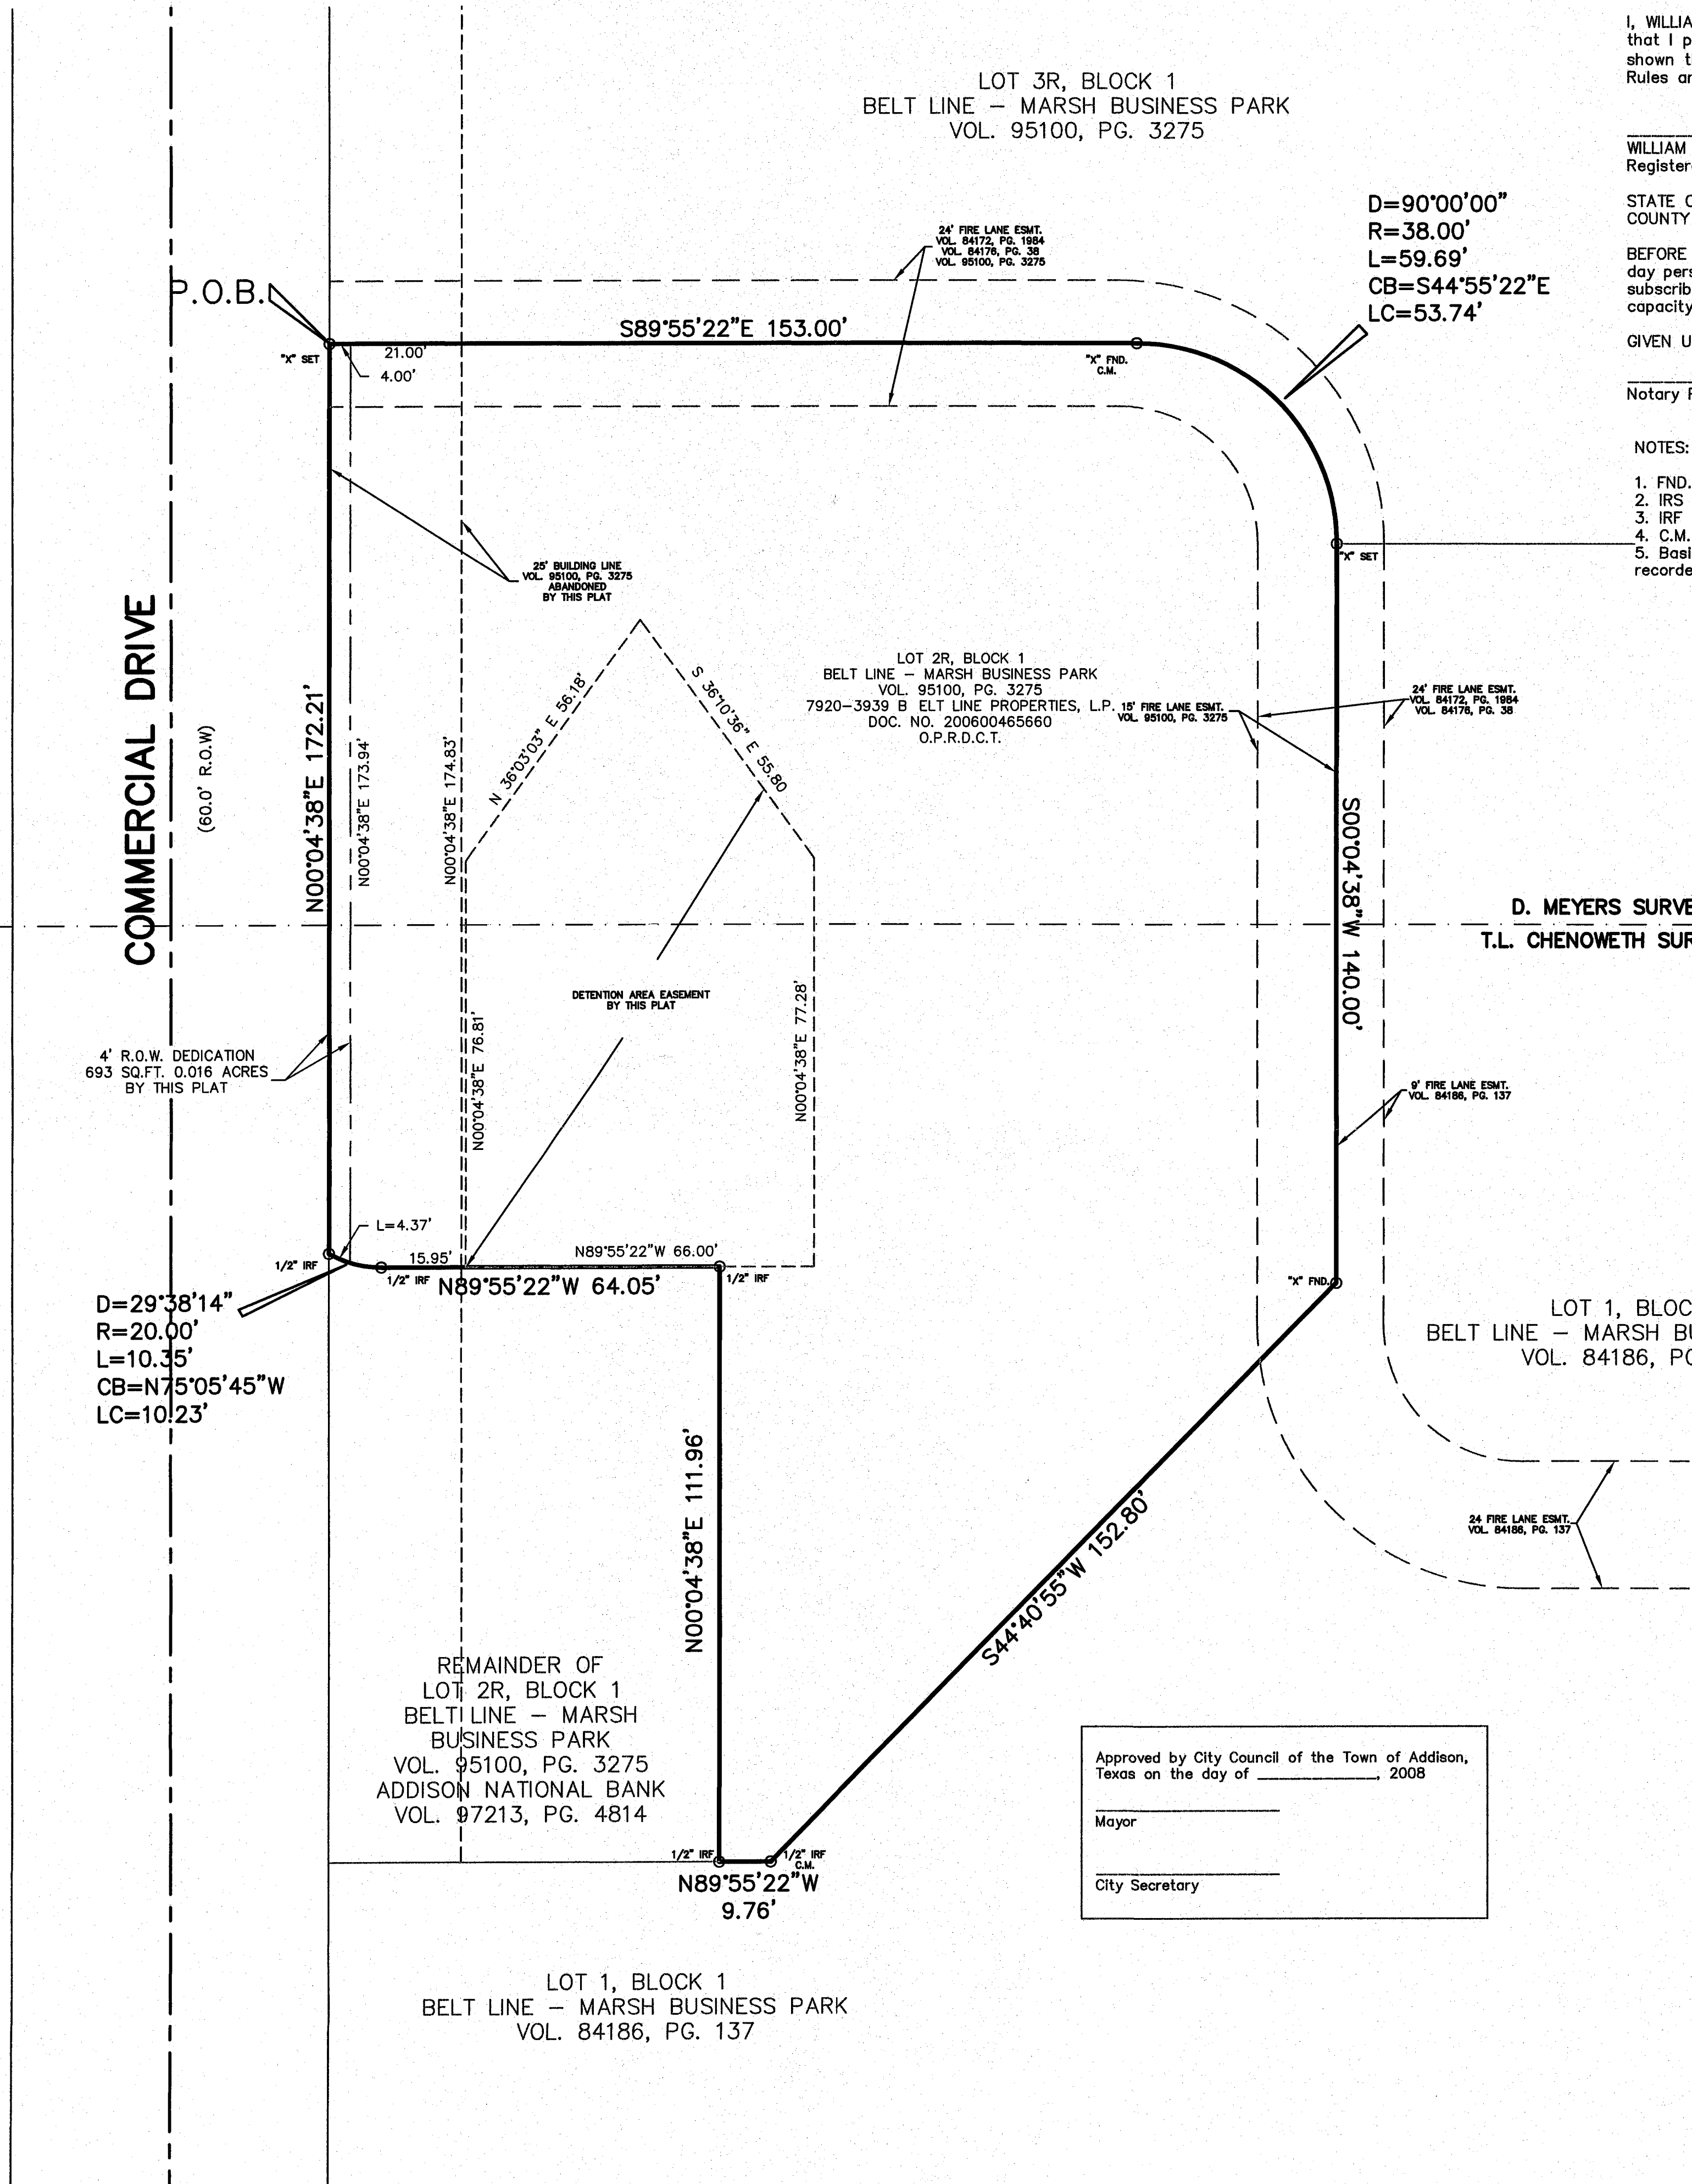 LOT 3R, BLOCK 1
BELT LINE – MARSH BUSINESS PARK
VOL. 95100, PG. 3275
I, WILLIA
that I p
shown t
Rules an
WILLIAM
Register
STATE O
COUNTY
BEFORE
day pers
subscrib
capacity
GIVEN U
Notary P
NOTES:
1. FND.
2. IRS
3. IRF
4. C.M.
5. Basi
recorde
D=90°00'00"
R=38.00'
L=59.69'
CB=S44°55'22"E
LC=53.74'
24' FIRE LANE ESMT.
VOL. 84172, PG. 1984
VOL. 84176, PG. 38
VOL. 95100, PG. 3275
P.O.B.
S89°55'22"E 153.00'
"X" SET
21.00'
4.00'
"X" FND.
C.M.
"X" SET
25' BUILDING LINE
VOL. 95100, PG. 3275
ABANDONED
BY THIS PLAT
COMMERCIAL DRIVE
(60.0' R.O.W)
N00°04'38"E 172.21'
N00°04'38"E 173.94'
N00°04'38"E 174.83'
N 36°03'03" E 56.18'
S 36°10'36" E 55.80
LOT 2R, BLOCK 1
BELT LINE – MARSH BUSINESS PARK
VOL. 95100, PG. 3275
7920–3939 B ELT LINE PROPERTIES, L.P.
DOC. NO. 200600465660
O.P.R.D.C.T.
15' FIRE LANE ESMT.
VOL. 95100, PG. 3275
24' FIRE LANE ESMT.
VOL. 84172, PG. 1984
VOL. 84176, PG. 38
S00°04'38"W 140.00'
D. MEYERS SURVE
T.L. CHENOWETH SUR
DETENTION AREA EASEMENT
BY THIS PLAT
N00°04'38"E 76.81'
N00°04'38"E 77.28'
4' R.O.W. DEDICATION
693 SQ.FT. 0.016 ACRES
BY THIS PLAT
9' FIRE LANE ESMT.
VOL. 84186, PG. 137
L=4.37'
1/2" IRF
15.95'
1/2" IRF
N89°55'22"W 66.00'
N89°55'22"W 64.05'
1/2" IRF
"X" FND.
D=29°38'14"
R=20.00'
L=10.35'
CB=N75°05'45"W
LC=10.23'
LOT 1, BLOC
BELT LINE – MARSH BU
VOL. 84186, PG
N00°04'38"E 111.96'
S44°40'55"W 152.80'
24 FIRE LANE ESMT.
VOL. 84186, PG. 137
REMAINDER OF
LOT 2R, BLOCK 1
BELT LINE – MARSH
BUSINESS PARK
VOL. 95100, PG. 3275
ADDISON NATIONAL BANK
VOL. 97213, PG. 4814
1/2" IRF
1/2" IRF
C.M.
N89°55'22"W
9.76'
Approved by City Council of the Town of Addison,
Texas on the day of ______________, 2008
Mayor
City Secretary
LOT 1, BLOCK 1
BELT LINE – MARSH BUSINESS PARK
VOL. 84186, PG. 137